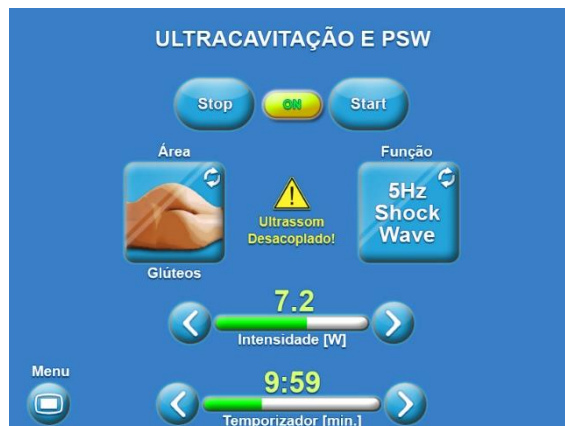 ULTRACAVITAÇÃO E PSW
Stop
ON
Start
Área
Função
5Hz
Shock
Wave
Ultrassom
Desacoplado!
Glúteos
7.2
Intensidade [W]
Menu
9:59
Temporizador [min.]